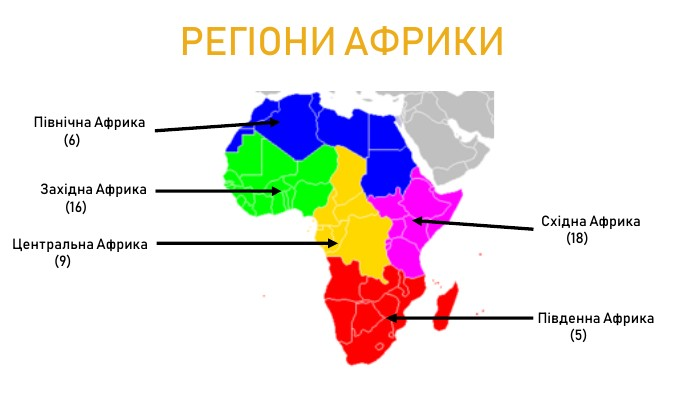 РЕГІОНИ АФРИКИ
Північна Африка
(6)
Західна Африка
(16)
Центральна Африка
(9)
Східна Африка
(18)
Південна Африка
(5)